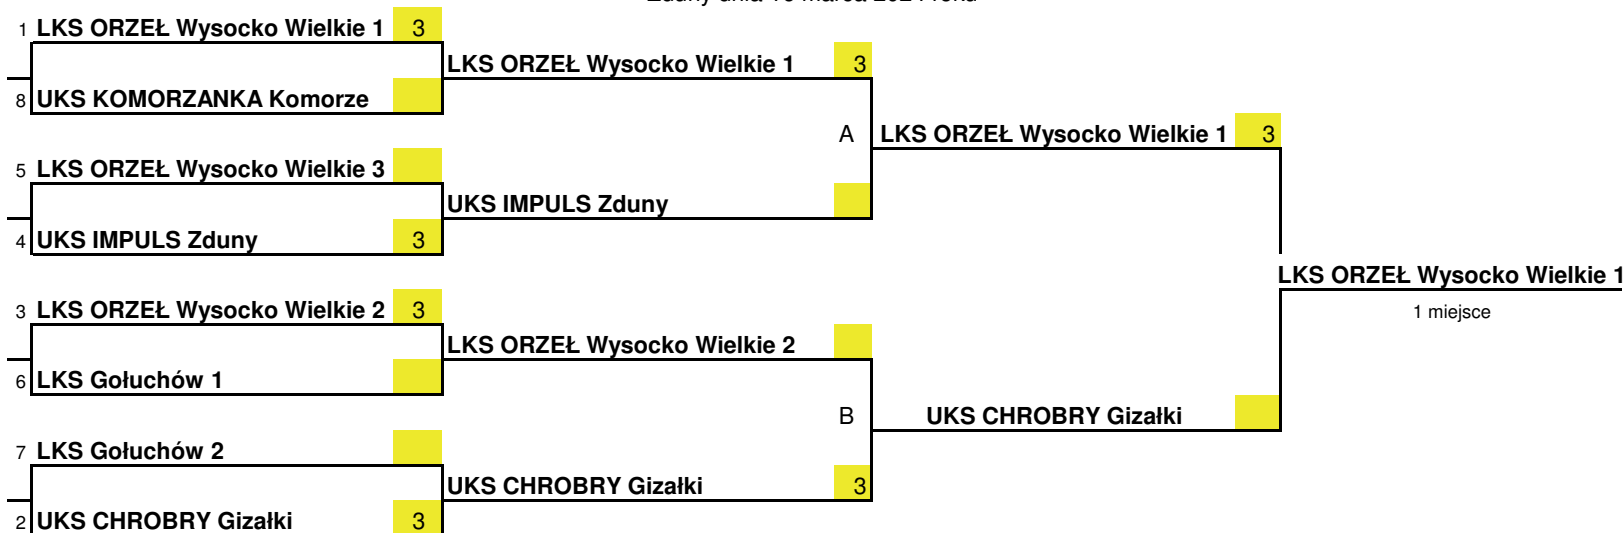 1 LKS ORZEŁ Wysocko Wielkie 1 3
LKS ORZEŁ Wysocko Wielkie 1 3
8 UKS KOMORZANKA Komorze
A LKS ORZEŁ Wysocko Wielkie 1 3
5 LKS ORZEŁ Wysocko Wielkie 3
UKS IMPULS Zduny
4 UKS IMPULS Zduny 3
LKS ORZEŁ Wysocko Wielkie 1
3 LKS ORZEŁ Wysocko Wielkie 2 3
1 miejsce
LKS ORZEŁ Wysocko Wielkie 2
6 LKS Gołuchów 1
B UKS CHROBRY Gizałki
7 LKS Gołuchów 2
UKS CHROBRY Gizałki 3
2 UKS CHROBRY Gizałki 3